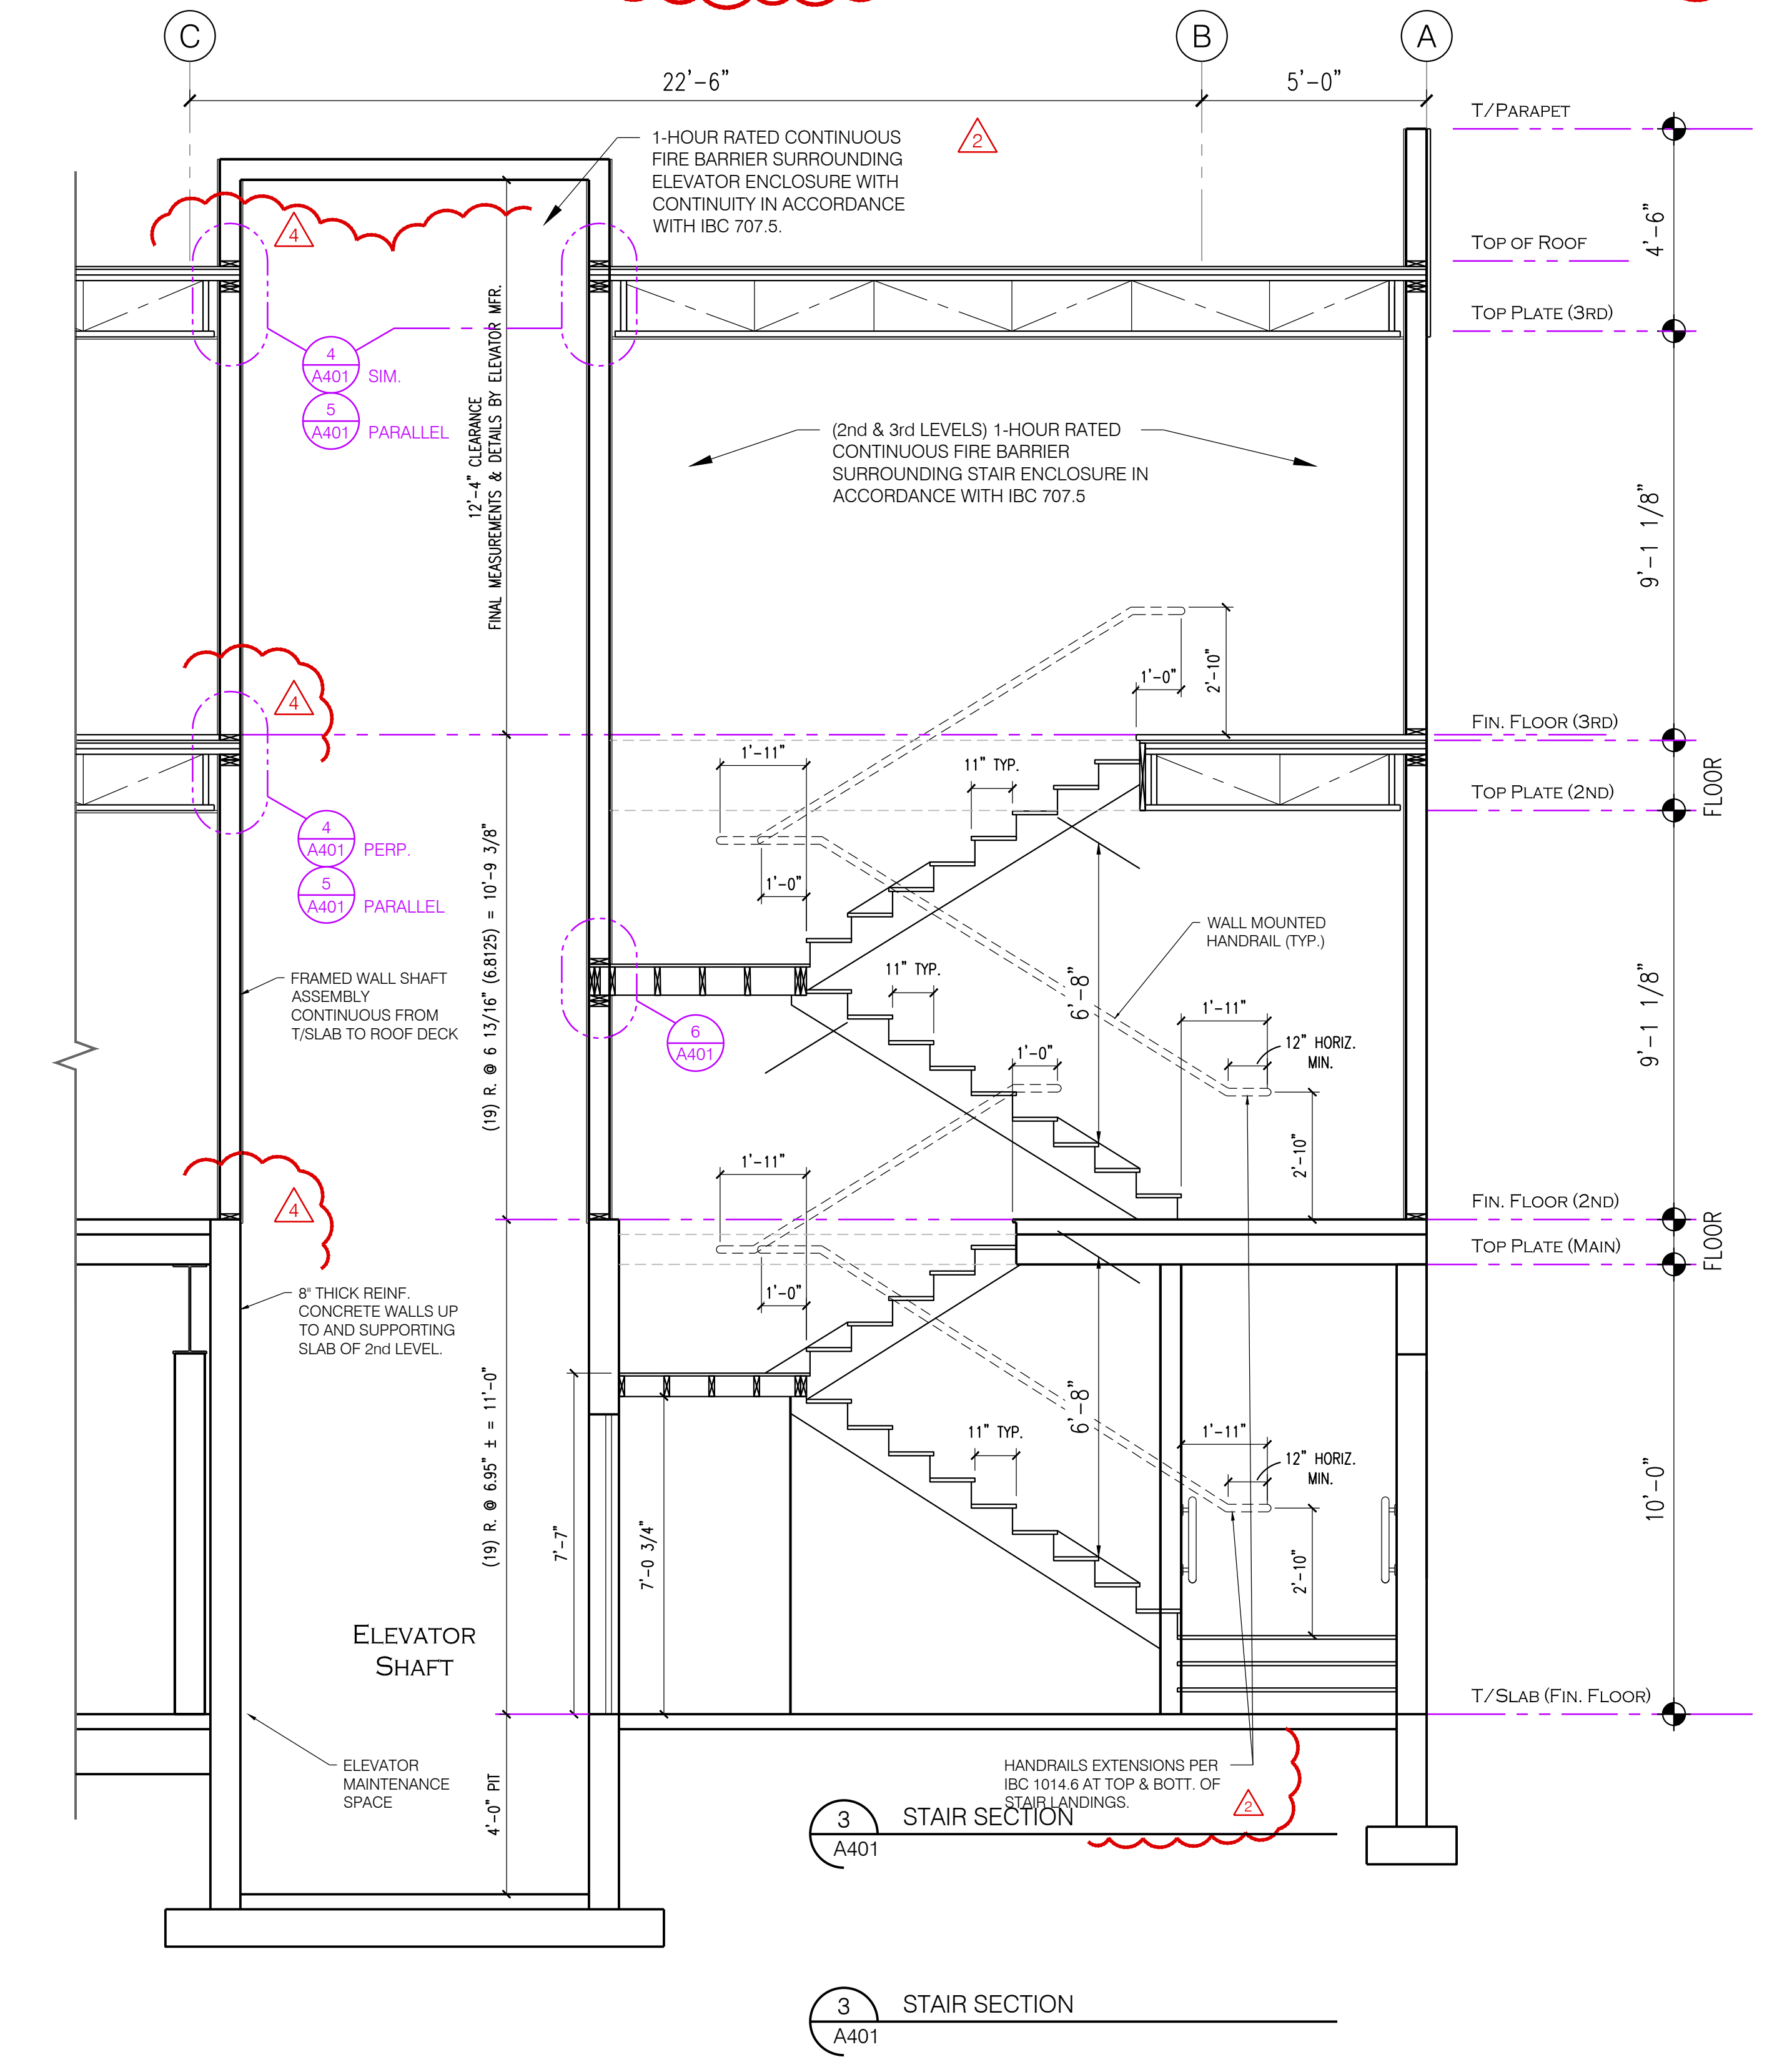 C
B
A
22'-6"
5'-0"
T/PARAPET
1-HOUR RATED CONTINUOUS
FIRE BARRIER SURROUNDING
ELEVATOR ENCLOSURE WITH
CONTINUITY IN ACCORDANCE
WITH IBC 707.5.
2
4
TOP OF ROOF
4'-6"
TOP PLATE (3RD)
4
A401 SIM.
5
A401 PARALLEL
12'-4" CLEARANCE
FINAL MEASUREMENTS & DETAILS BY ELEVATOR MFR.
(2nd & 3rd LEVELS) 1-HOUR RATED
CONTINUOUS FIRE BARRIER
SURROUNDING STAIR ENCLOSURE IN
ACCORDANCE WITH IBC 707.5
9'-1 1/8"
1'-0"
2'-10"
4
FIN. FLOOR (3RD)
1'-11"
11" TYP.
FLOOR
TOP PLATE (2ND)
4
A401 PERP.
5
A401 PARALLEL
1'-0"
(19) R. @ 6 13/16" (6.8125) = 10'-9 3/8"
WALL MOUNTED
HANDRAIL (TYP.)
FRAMED WALL SHAFT
ASSEMBLY
CONTINUOUS FROM
T/SLAB TO ROOF DECK
11" TYP.
6'-8"
1'-11"
9'-1 1/8"
6
A401
1'-0"
12" HORIZ.
MIN.
2'-10"
1'-11"
4
FIN. FLOOR (2ND)
FLOOR
TOP PLATE (MAIN)
8" THICK REINF.
CONCRETE WALLS UP
TO AND SUPPORTING
SLAB OF 2nd LEVEL.
1'-0"
(19) R. @ 6.95" ± = 11'-0"
6'-8"
11" TYP.
1'-11"
12" HORIZ.
MIN.
10'-0"
7'-7"
7'-0 3/4"
2'-10"
ELEVATOR
SHAFT
T/SLAB (FIN. FLOOR)
ELEVATOR
MAINTENANCE
SPACE
4'-0" PIT
HANDRAILS EXTENSIONS PER
IBC 1014.6 AT TOP & BOTT. OF
STAIR LANDINGS.
2
3
A401
STAIR SECTION
3
A401
STAIR SECTION